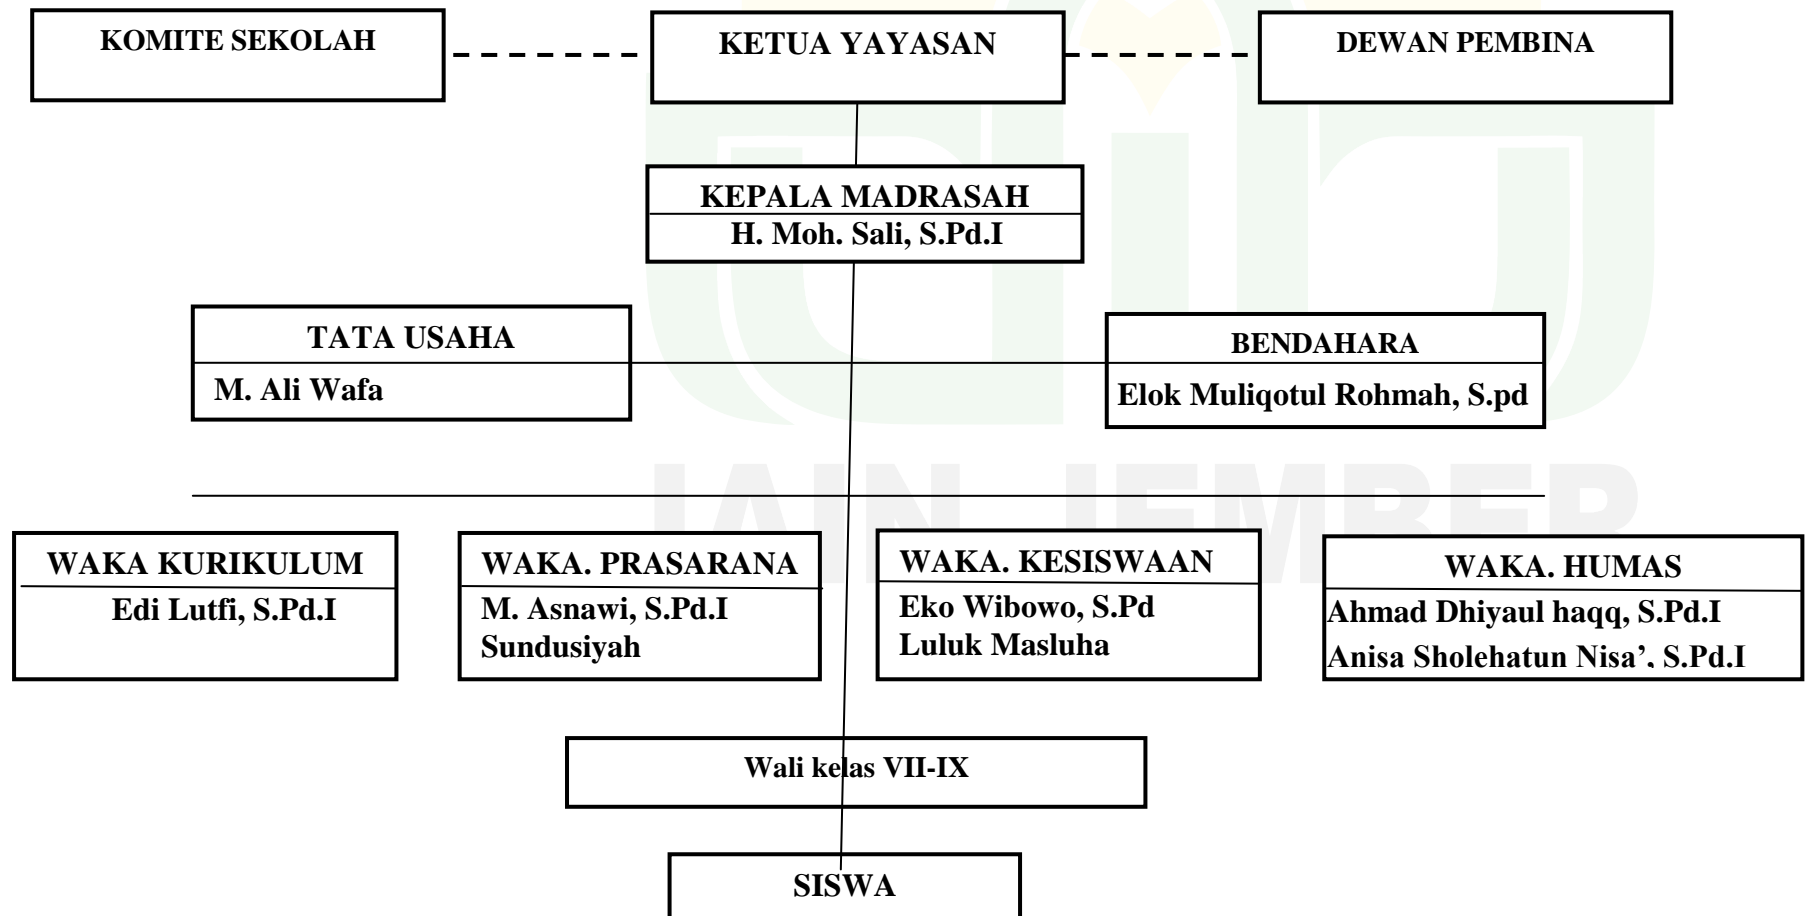 KOMITE SEKOLAH
KETUA YAYASAN
DEWAN PEMBINA
KEPALA MADRASAH
H. Moh. Sali, S.Pd.I
TATA USAHA
M. Ali Wafa
BENDAHARA
Elok Muliqotul Rohmah, S.pd
IAIN JEMBER
WAKA KURIKULUM
Edi Lutfi, S.Pd.I
WAKA. PRASARANA
M. Asnawi, S.Pd.I
Sundusiyah
WAKA. KESISWAAN
Eko Wibowo, S.Pd
Luluk Masluha
WAKA. HUMAS
Ahmad Dhiyaul haqq, S.Pd.I
Anisa Sholehatun Nisa’, S.Pd.I
Wali kelas VII-IX
SISWA